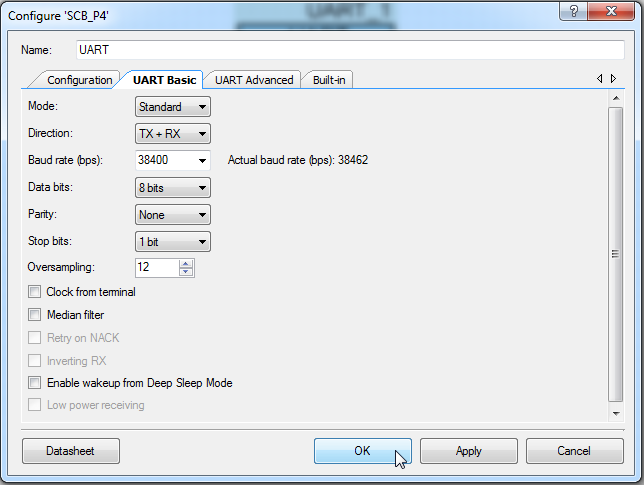 UART 1
Configure 'SCB_P4'
?
Name: UART
Configuration UART Basic UART Advanced Built-in
Mode: Standard
Direction: TX + RX
Baud rate (bps): 38400 Actual baud rate (bps): 38462
Data bits: 8 bits
Parity: None
Stop bits: 1 bit
Oversampling: 12
Clock from terminal
Median filter
Retry on NACK
Inverting RX
Enable wakeup from Deep Sleep Mode
Low power receiving
Datasheet OK Apply Cancel